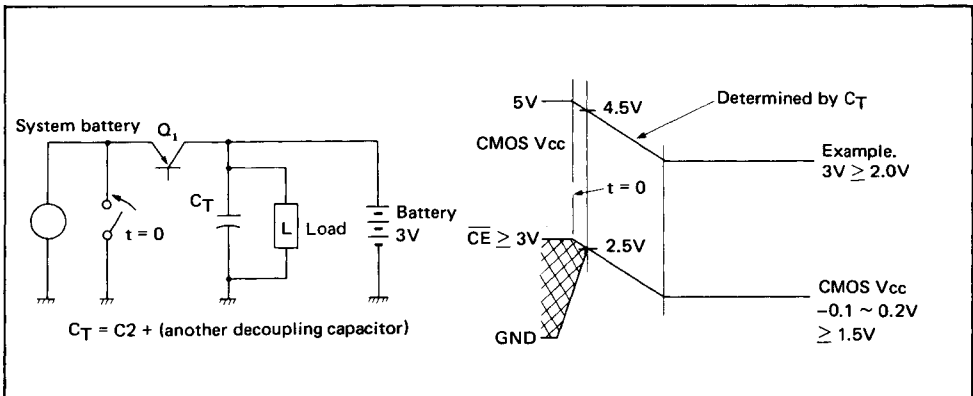 System battery
Q1
CT
L
Load
Battery
3V
t = 0
CT = C2 + (another decoupling capacitor)
5V
4.5V
Determined by CT
CMOS Vcc
Example.
3V ≥ 2.0V
t = 0
CE ≥ 3V
2.5V
CMOS Vcc
−0.1 ~ 0.2V
≥ 1.5V
GND